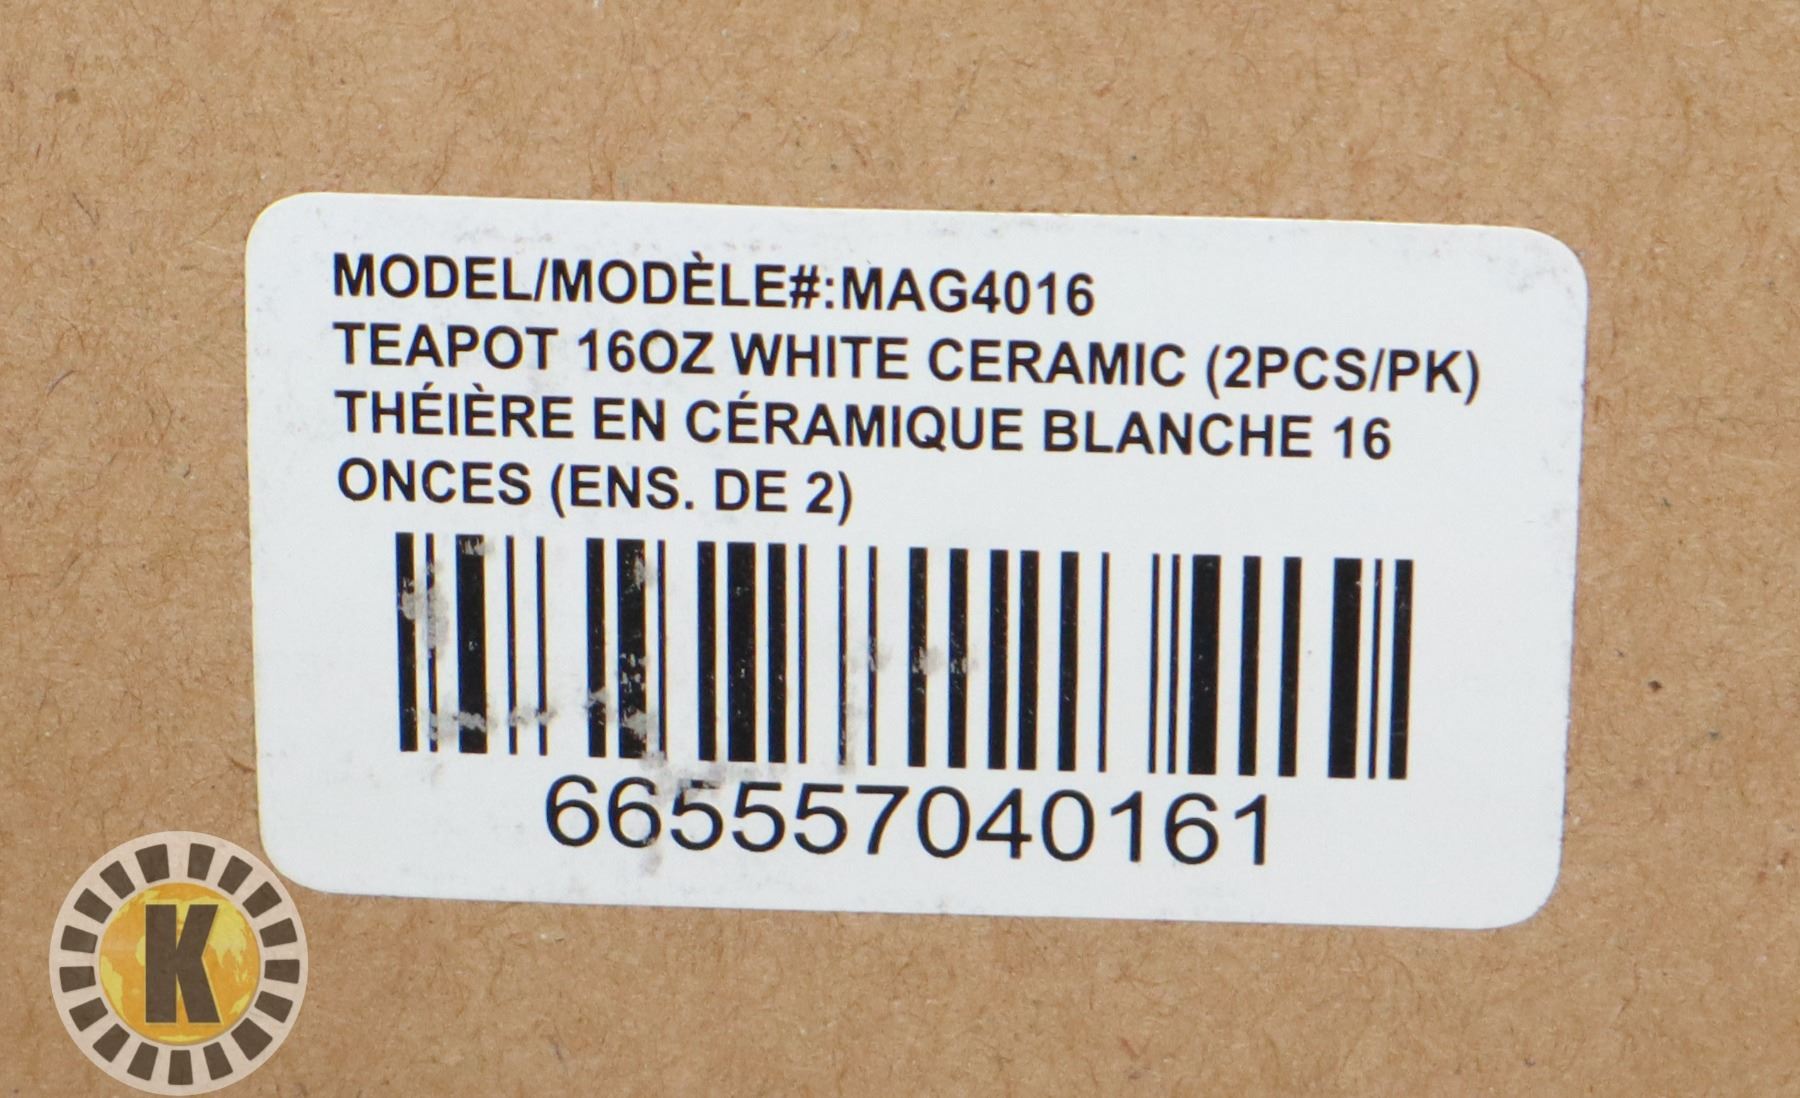 MODEL/MODÈLE#:MAG4016
TEAPOT 16OZ WHITE CERAMIC (2PCS/PK)
THÉIÈRE EN CÉRAMIQUE BLANCHE 16
ONCES (ENS. DE 2)
665557040161
K